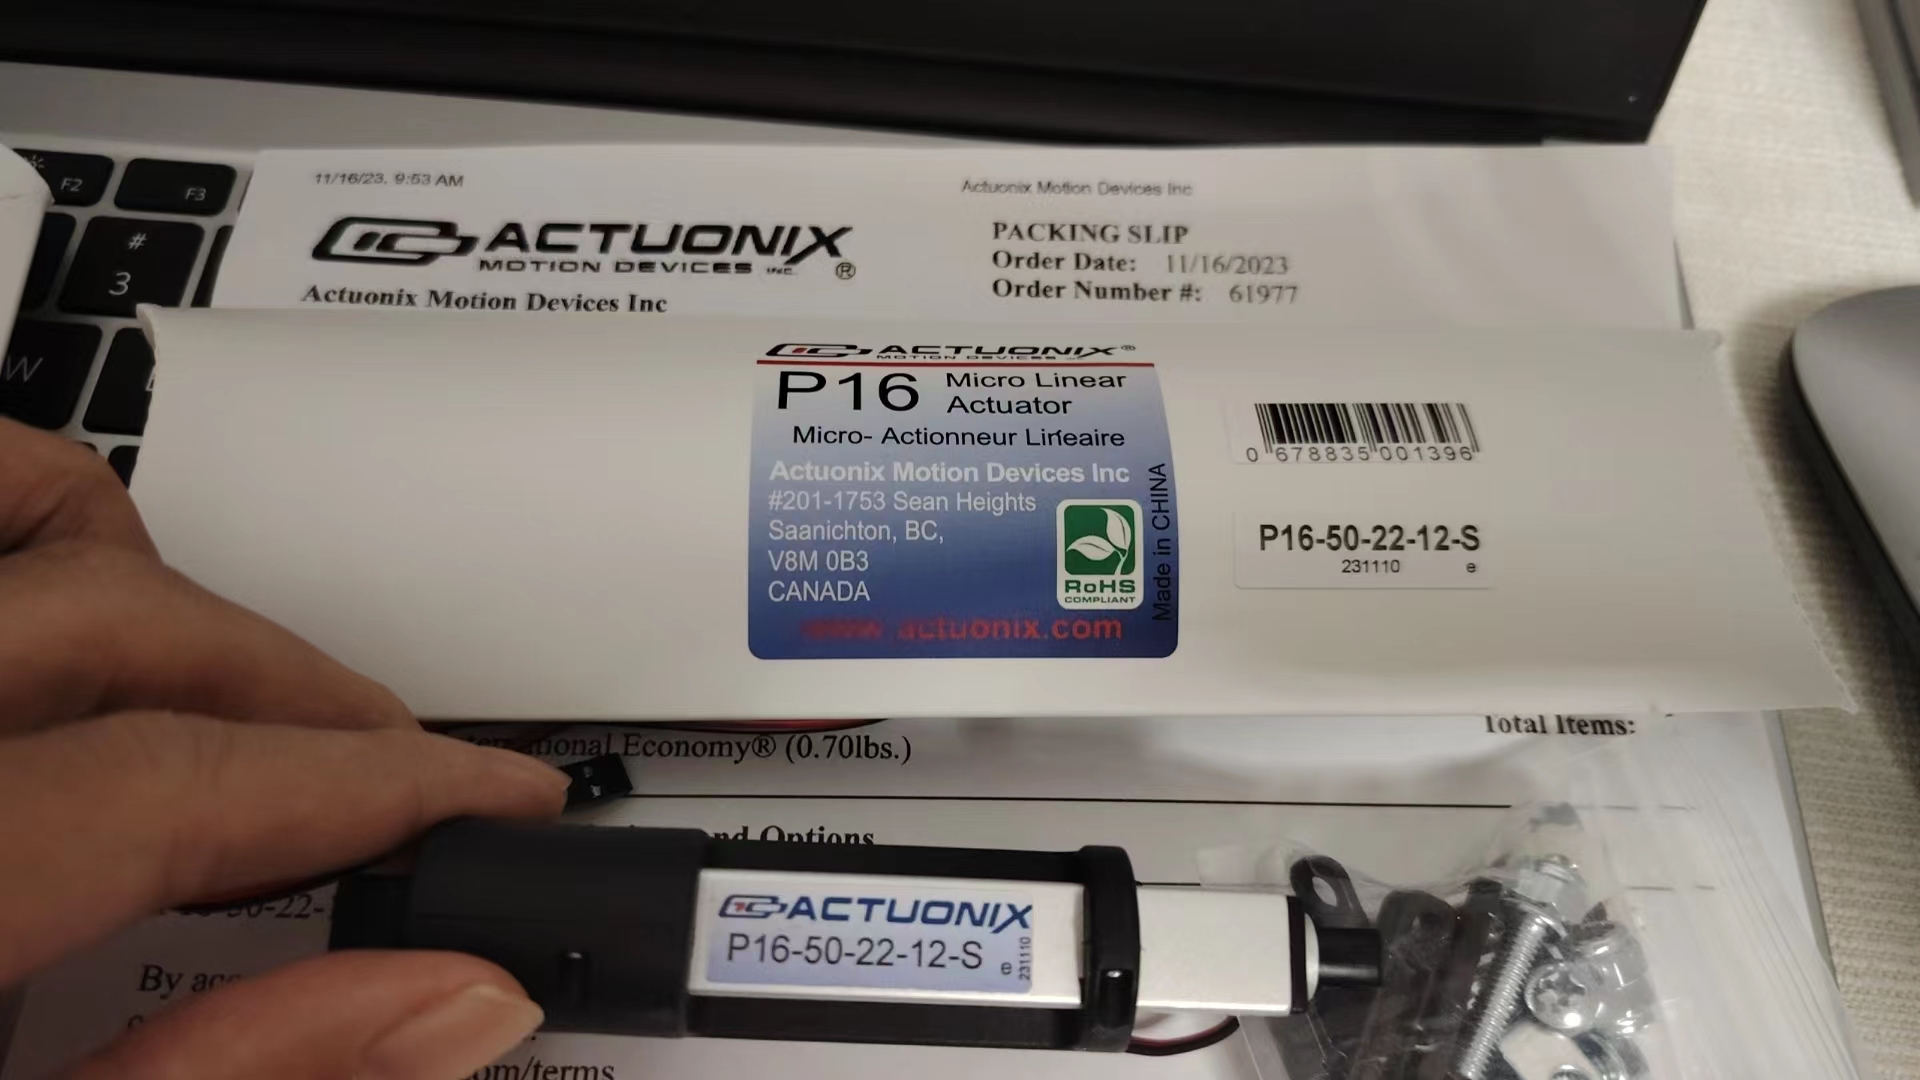 F2
F3
#
3
W
11/16/23, 9:53 AM
Actuonix Motion Devices Inc
ACTUONIX
MOTION DEVICES INC.
®
Actuonix Motion Devices Inc
PACKING SLIP
Order Date: 11/16/2023
Order Number #: 61977
ACTUONIX®
MOTION DEVICES
P16 Micro Linear
Actuator
Micro- Actionneur Linéaire
Actuonix Motion Devices Inc
#201-1753 Sean Heights
Saanichton, BC,
V8M 0B3
CANADA
www.actuonix.com
RoHS
COMPLIANT
Made in CHINA
0 678835 001396
P16-50-22-12-S
231110 e
Total Items:
Economy® (0.70lbs.)
Options
ACTUONIX
P16-50-22-12-S
e 231110
By
om/terms